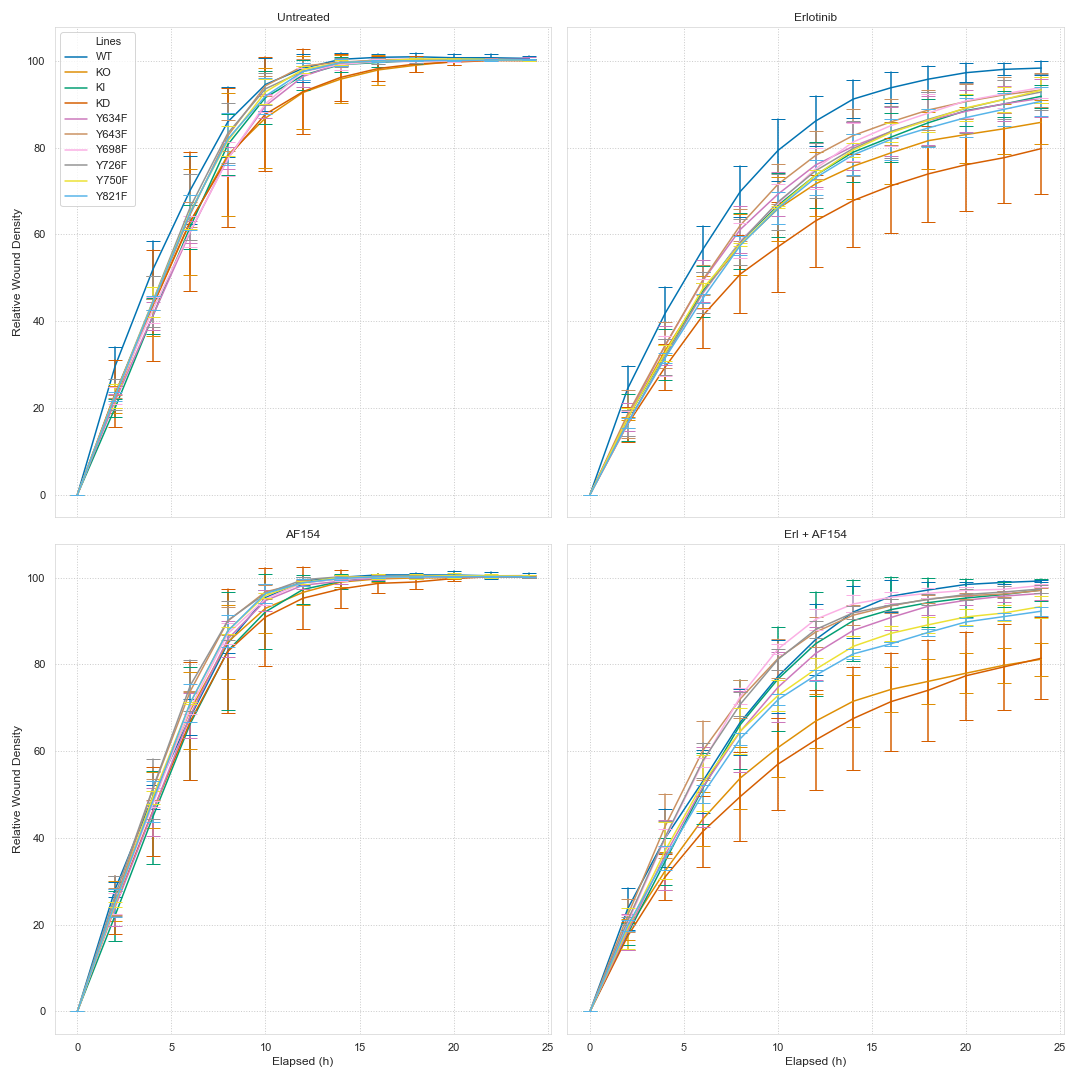 Untreated
Erlotinib
Relative Wound Density
100
80
60
40
20
0
Lines
WT
KO
KI
KD
Y634F
Y643F
Y698F
Y726F
Y750F
Y821F
AF154
Erl + AF154
Relative Wound Density
100
80
60
40
20
0
0 5 10 15 20 25
Elapsed (h)
0 5 10 15 20 25
Elapsed (h)